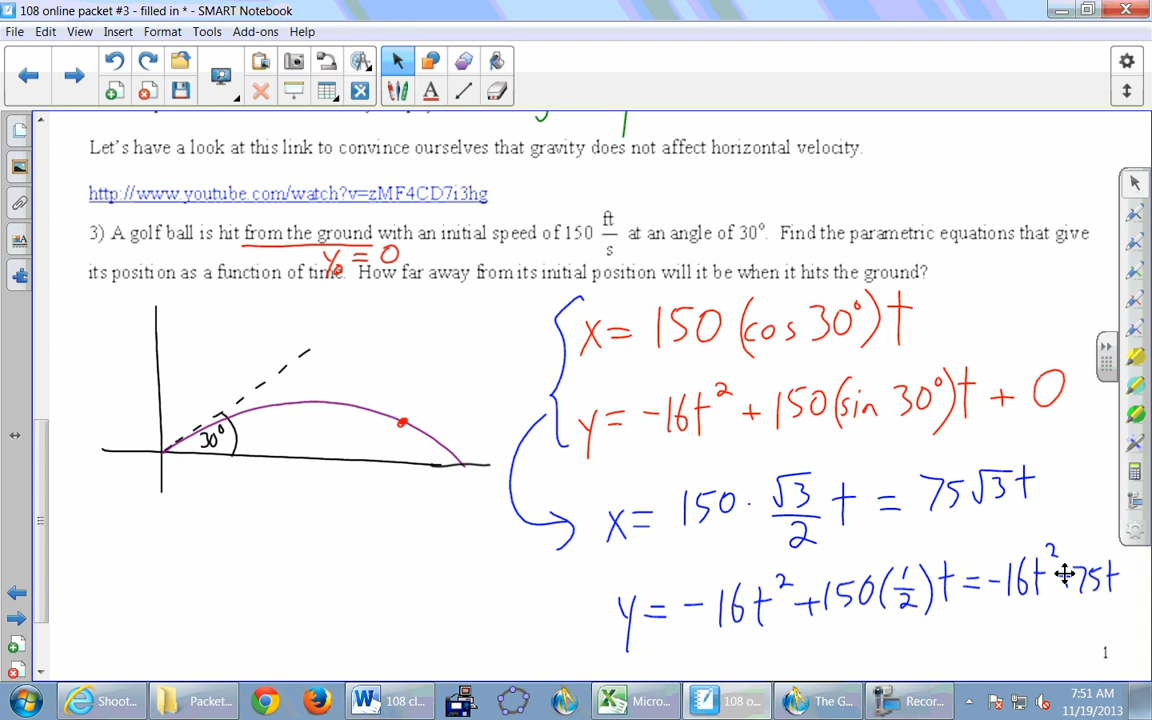 108 online packet #3 - filled in * - SMART Notebook
File Edit View Insert Format Tools Add-ons Help
Let's have a look at this link to convince ourselves that gravity does not affect horizontal velocity.
http://www.youtube.com/watch?v=zMF4CD7i3hg
3) A golf ball is hit from the ground with an initial speed of 150 ft/s at an angle of 30°. Find the parametric equations that give
y₀ = 0
its position as a function of time. How far away from its initial position will it be when it hits the ground?
x = 150 (cos 30°) t
y = -16t² + 150(sin 30°)t + 0
30°
x = 150 · √3/2 t = 75√3 t
y = -16t² + 150(1/2)t = -16t² + 75t
1
Shoot... Packet... 108 cl... Micro... 108 o... The G... Recor...
7:51 AM
11/19/2013